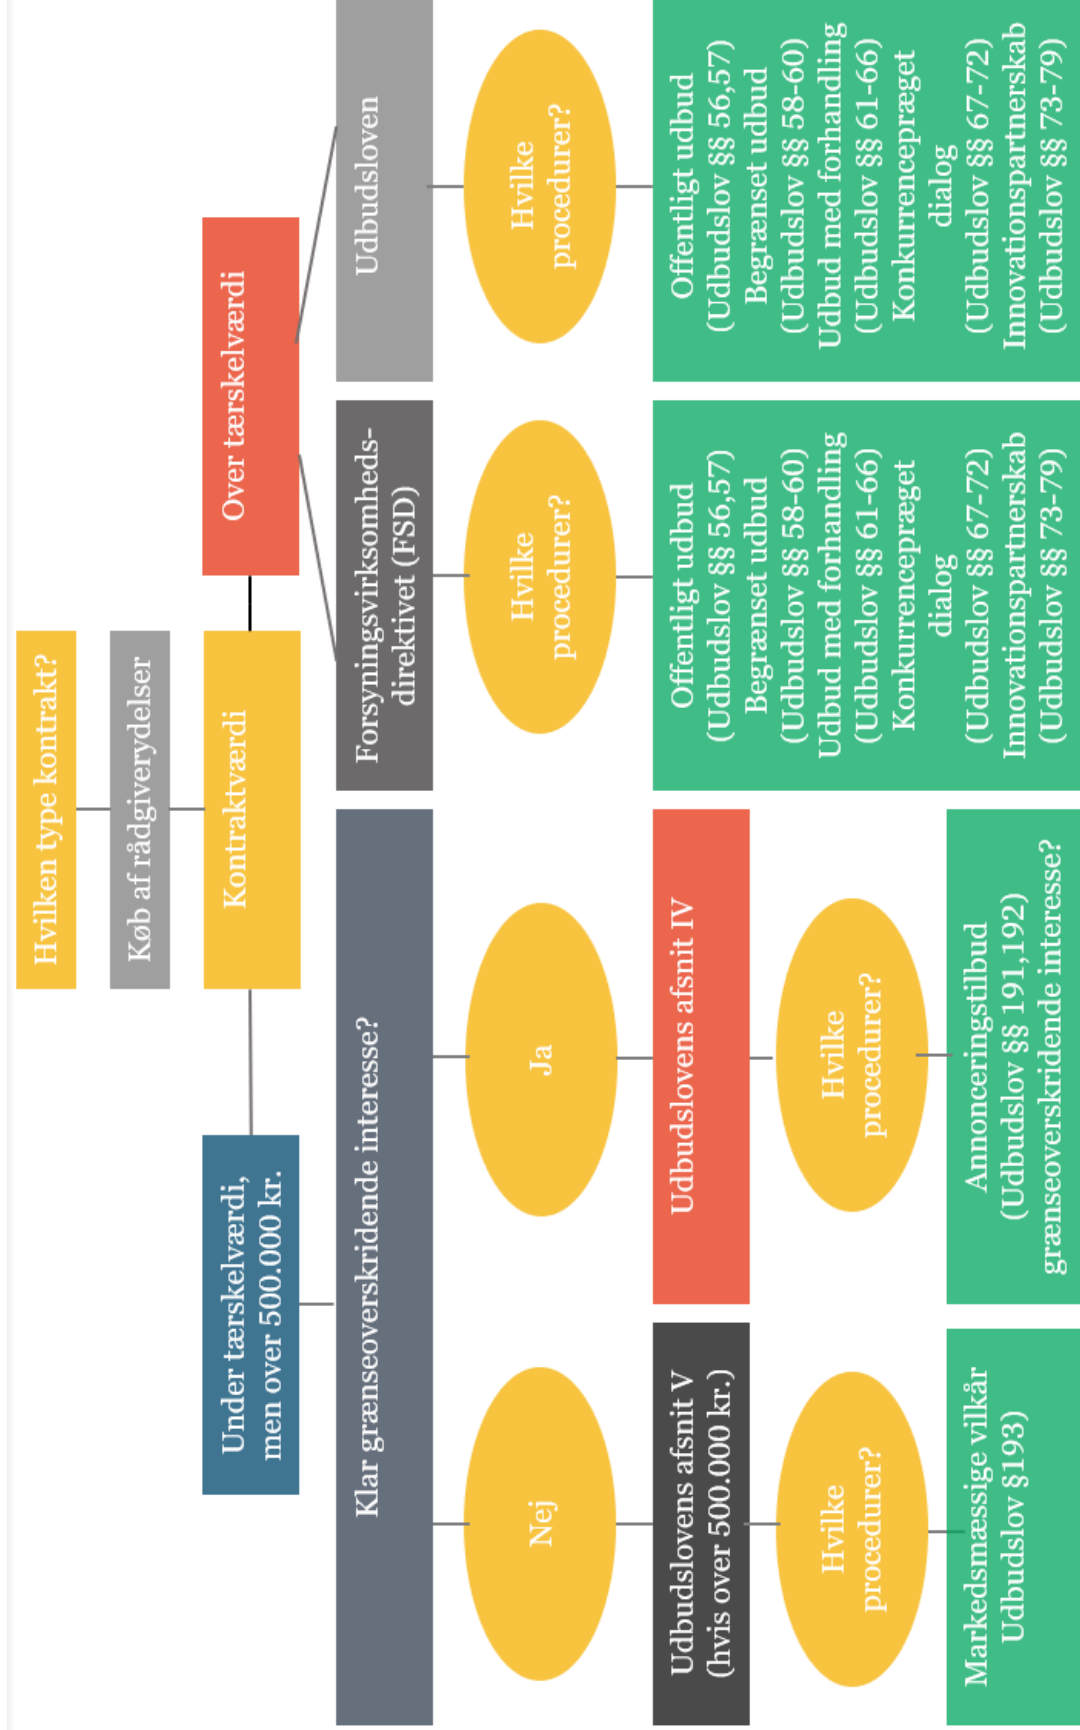 Hvilken type kontrakt?
Køb af rådgiverydelser
Kontraktværdi
Under tærskelværdi,
men over 500.000 kr.
Over tærskelværdi
Klar grænseoverskridende interesse?
Forsyningsvirksomheds-
direktivet (FSD)
Udbudsloven
Nej
Ja
Hvilke
procedurer?
Hvilke
procedurer?
Udbudslovens afsnit V
(hvis over 500.000 kr.)
Udbudslovens afsnit IV
Offentligt udbud
(Udbudslov §§ 56,57)
Begrænset udbud
(Udbudslov §§ 58-60)
Udbud med forhandling
(Udbudslov §§ 61-66)
Konkurrencepræget
dialog
(Udbudslov §§ 67-72)
Innovationspartnerskab
(Udbudslov §§ 73-79)
Offentligt udbud
(Udbudslov §§ 56,57)
Begrænset udbud
(Udbudslov §§ 58-60)
Udbud med forhandling
(Udbudslov §§ 61-66)
Konkurrencepræget
dialog
(Udbudslov §§ 67-72)
Innovationspartnerskab
(Udbudslov §§ 73-79)
Hvilke
procedurer?
Hvilke
procedurer?
Markedsmæssige vilkår
Udbudslov §193)
Annonceringstilbud
(Udbudslov §§ 191,192)
grænseoverskridende interesse?